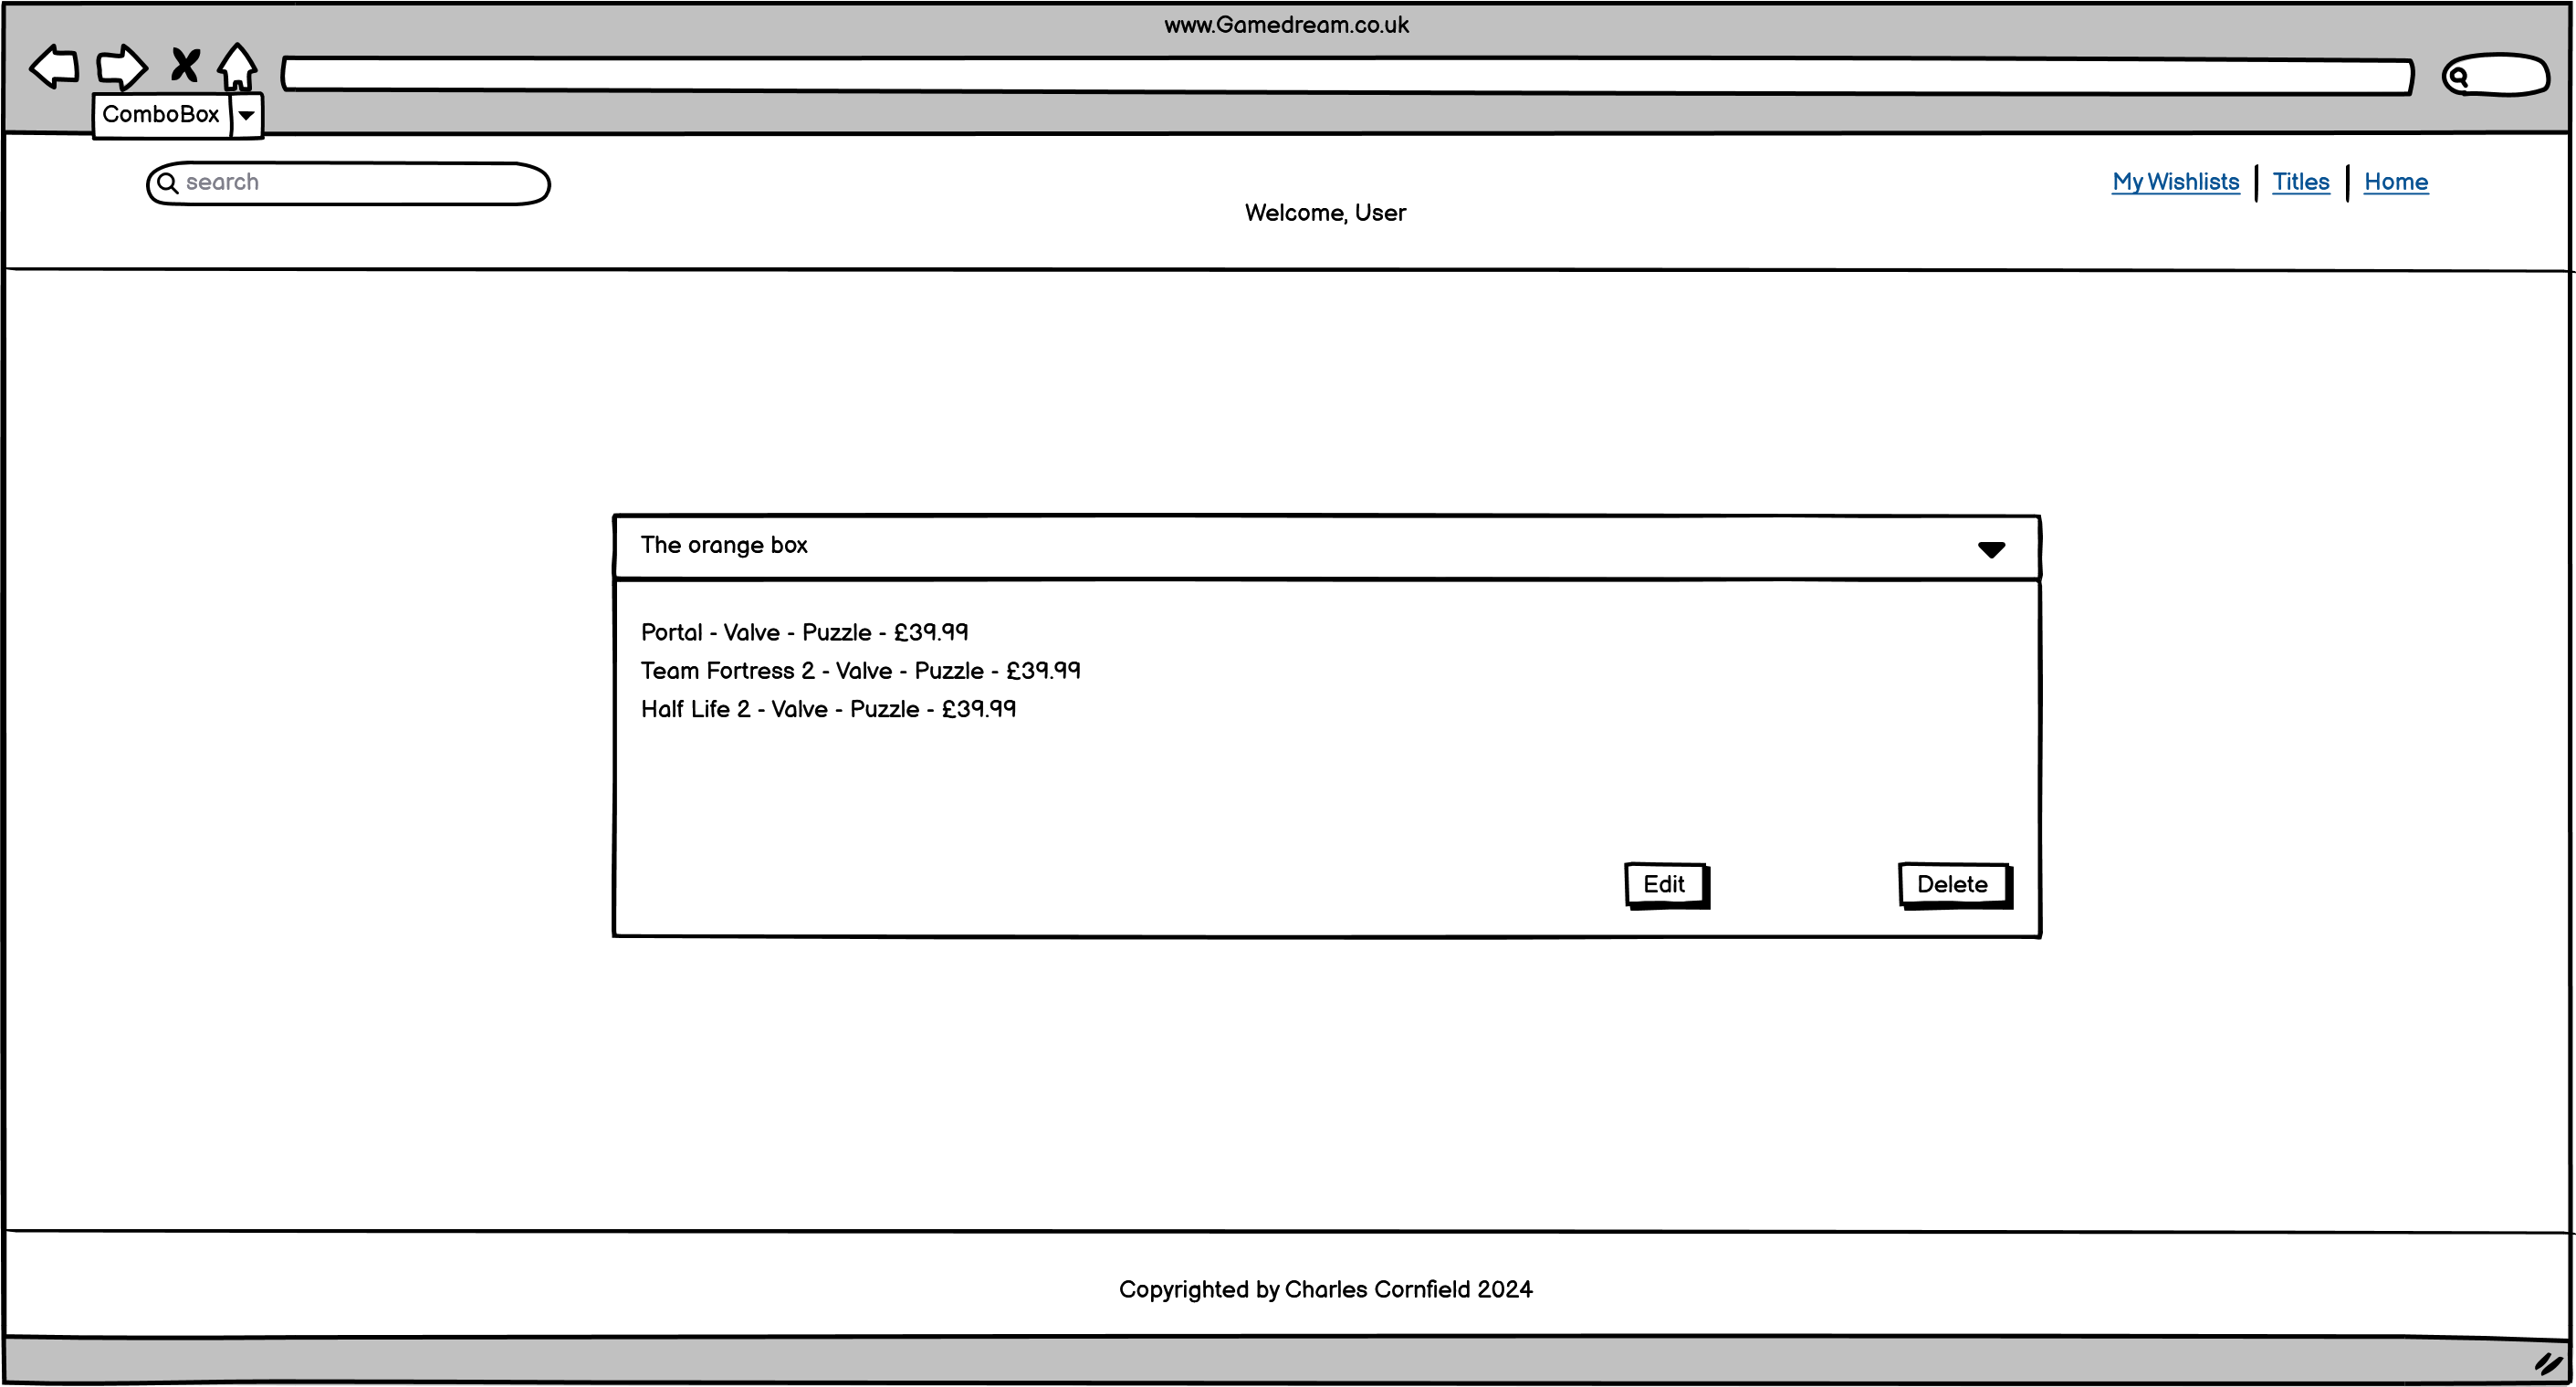 www.Gamedream.co.uk
ComboBox
search
My Wishlists
Titles
Home
Welcome, User
The orange box
Portal - Valve - Puzzle - £39.99
Team Fortress 2 - Valve - Puzzle - £39.99
Half Life 2 - Valve - Puzzle - £39.99
Edit
Delete
Copyrighted by Charles Cornfield 2024